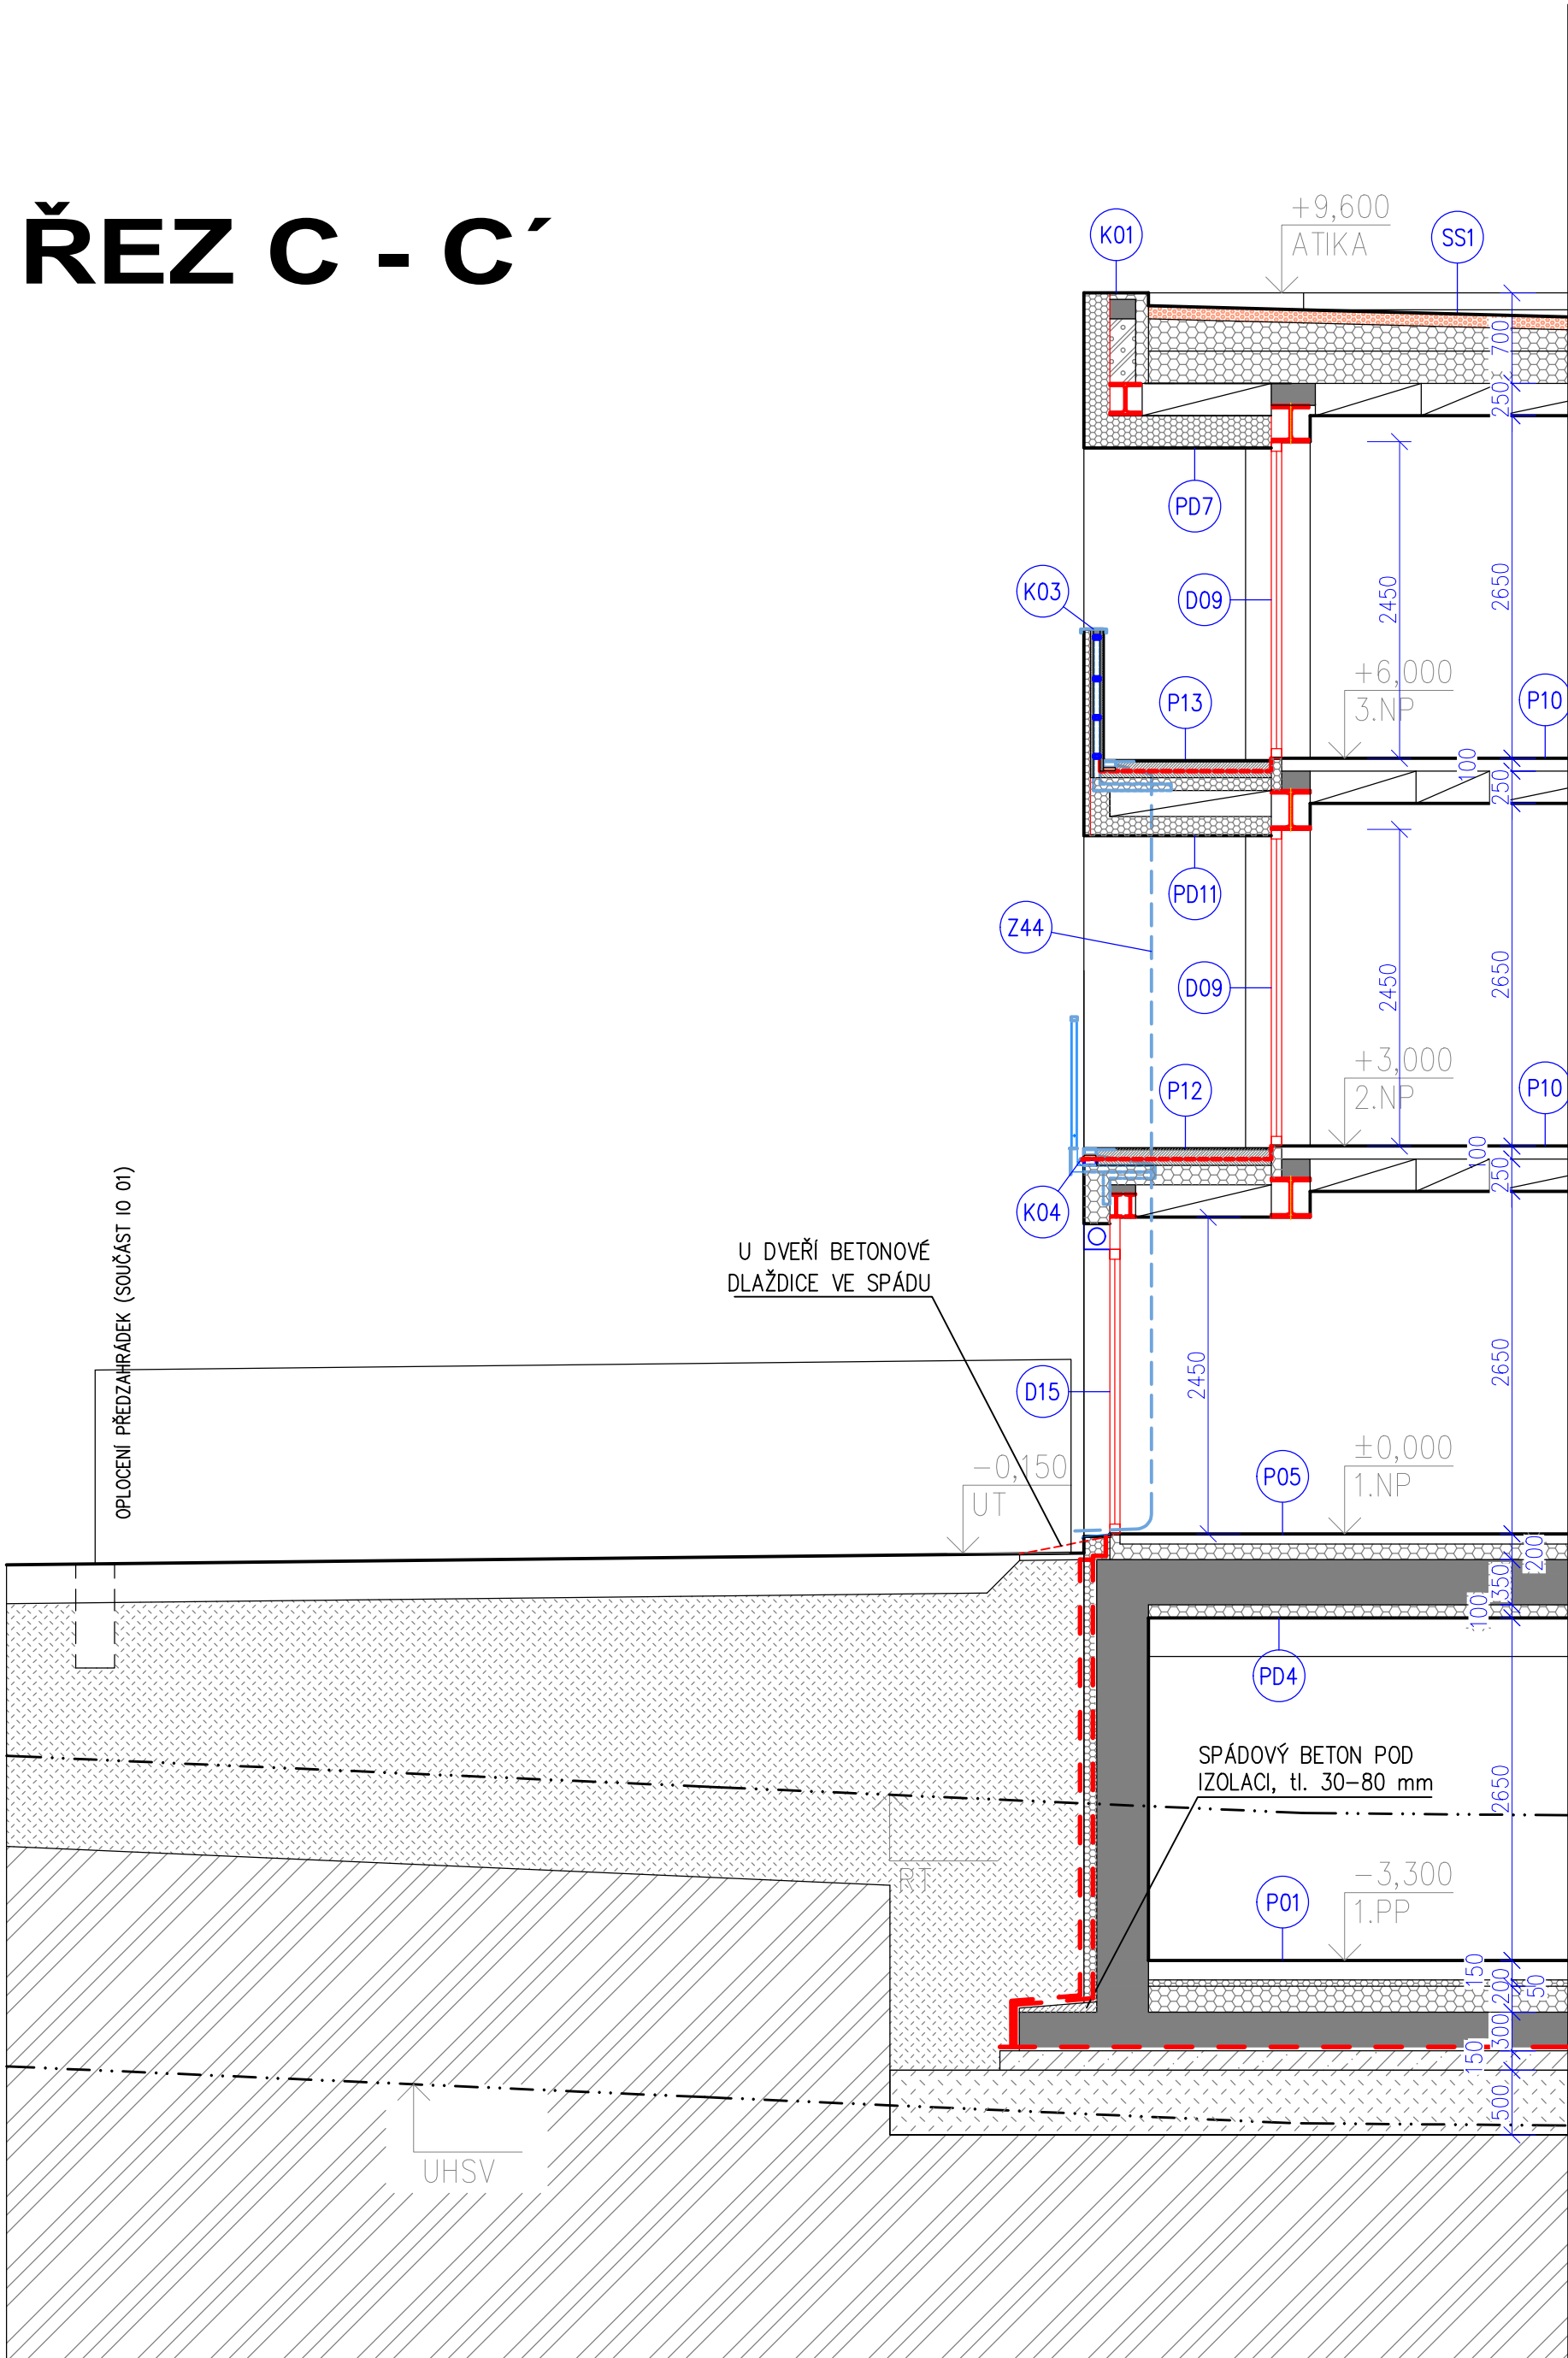 ŘEZ C - C´
+9,600
ATIKA
K01
SS1
700
250
PD7
K03
D09
2450
2650
+6,000
3.NP
P13
P10
100
250
PD11
Z44
D09
2450
2650
+3,000
2.NP
P12
P10
100
250
K04
U DVEŘÍ BETONOVÉ
DLAŽDICE VE SPÁDU
OPLOCENÍ PŘEDZAHRÁDEK (SOUČÁST IO 01)
D15
2450
2650
-0,150
UT
±0,000
1.NP
P05
200
350
100
PD4
SPÁDOVÝ BETON POD
IZOLACI, tl. 30-80 mm
2650
RT
-3,300
1.PP
P01
150
200
50
300
150
500
UHSV